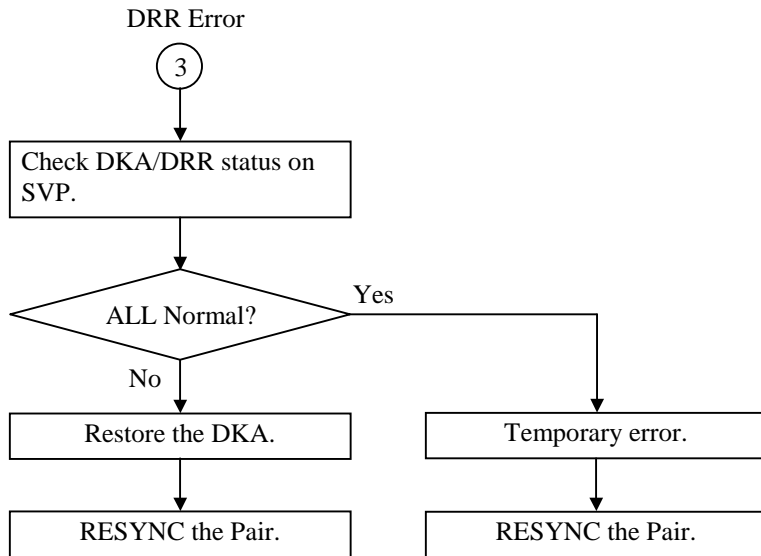 DRR Error
3
Check DKA/DRR status on
SVP.
ALL Normal?
Yes
No
Restore the DKA.
Temporary error.
RESYNC the Pair.
RESYNC the Pair.